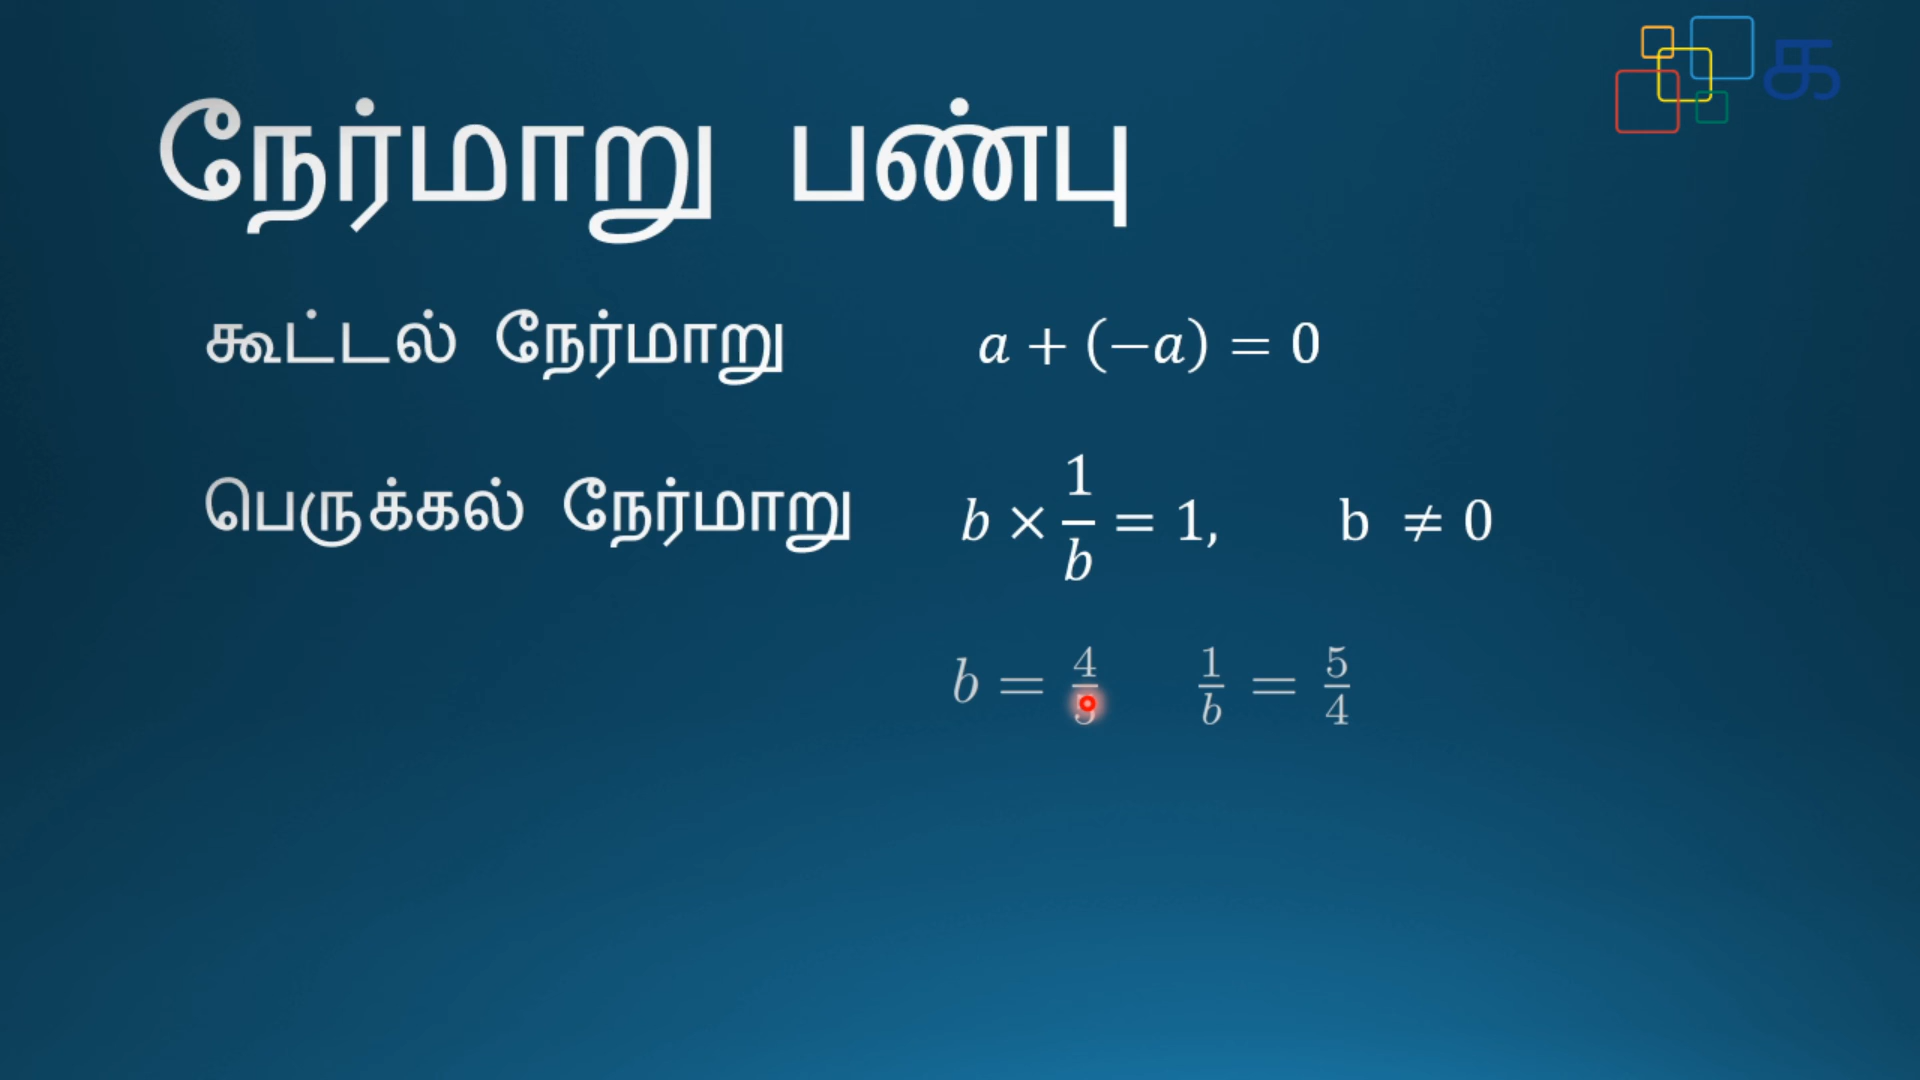 க
நேர்மாறு பண்பு
கூட்டல் நேர்மாறு a + (−a) = 0
பெருக்கல் நேர்மாறு b × 1/b = 1, b ≠ 0
b = 4/5 1/b = 5/4